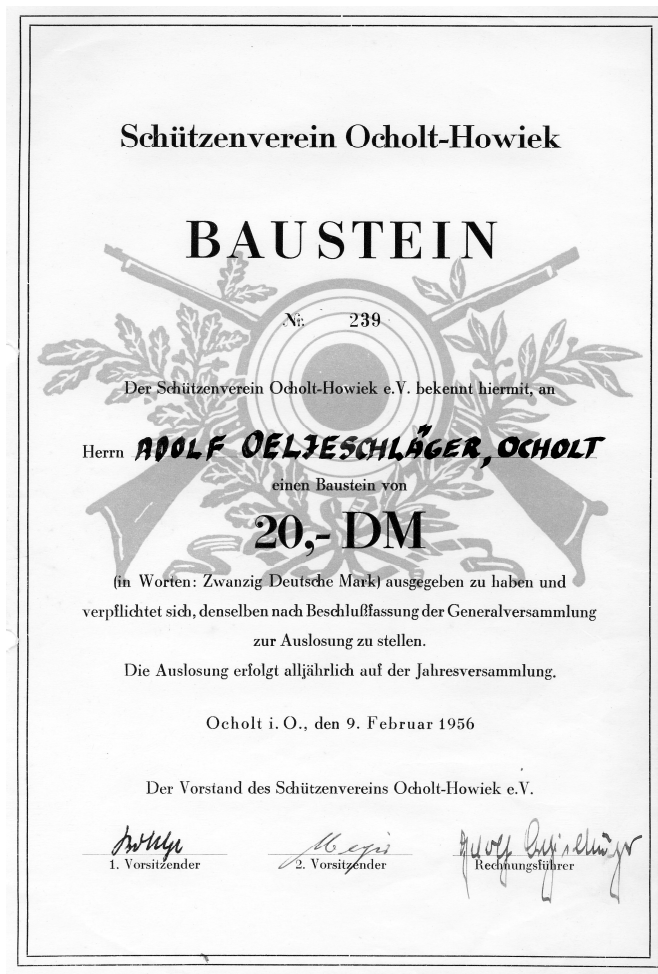 Schützenverein Ocholt-Howiek
BAUSTEIN
Nr. 239
Der Schützenverein Ocholt-Howiek e.V. bekennt hiermit, an
Herrn ADOLF OELJESCHLÄGER, OCHOLT
einen Baustein von
20,- DM
(in Worten: Zwanzig Deutsche Mark) ausgegeben zu haben und
verpflichtet sich, denselben nach Beschlußfassung der Generalversammlung
zur Auslosung zu stellen.
Die Auslosung erfolgt alljährlich auf der Jahresversammlung.
Ocholt i. O., den 9. Februar 1956
Der Vorstand des Schützenvereins Ocholt-Howiek e.V.
Adolf
1. Vorsitzender 2. Vorsitzender Rechnungsführer